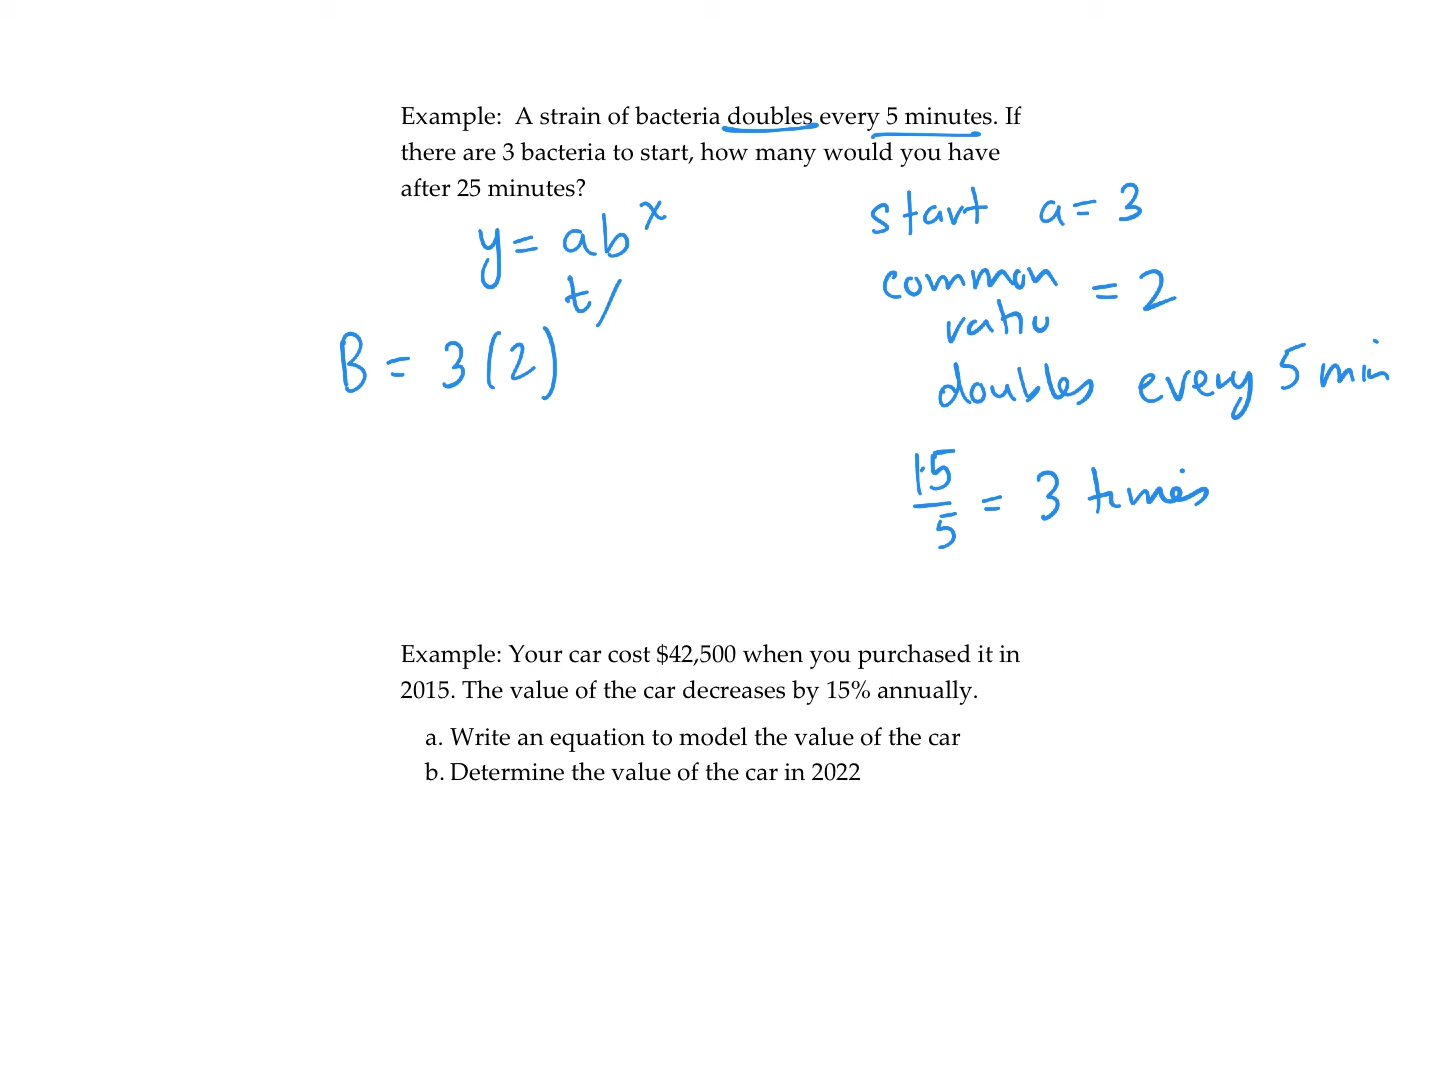 Example: A strain of bacteria doubles every 5 minutes. If
there are 3 bacteria to start, how many would you have
after 25 minutes?
y = ab^x
B = 3(2)^t/
start a = 3
common
ratio = 2
doubles every 5 min
15/5 = 3 times
Example: Your car cost $42,500 when you purchased it in
2015. The value of the car decreases by 15% annually.
a. Write an equation to model the value of the car
b. Determine the value of the car in 2022